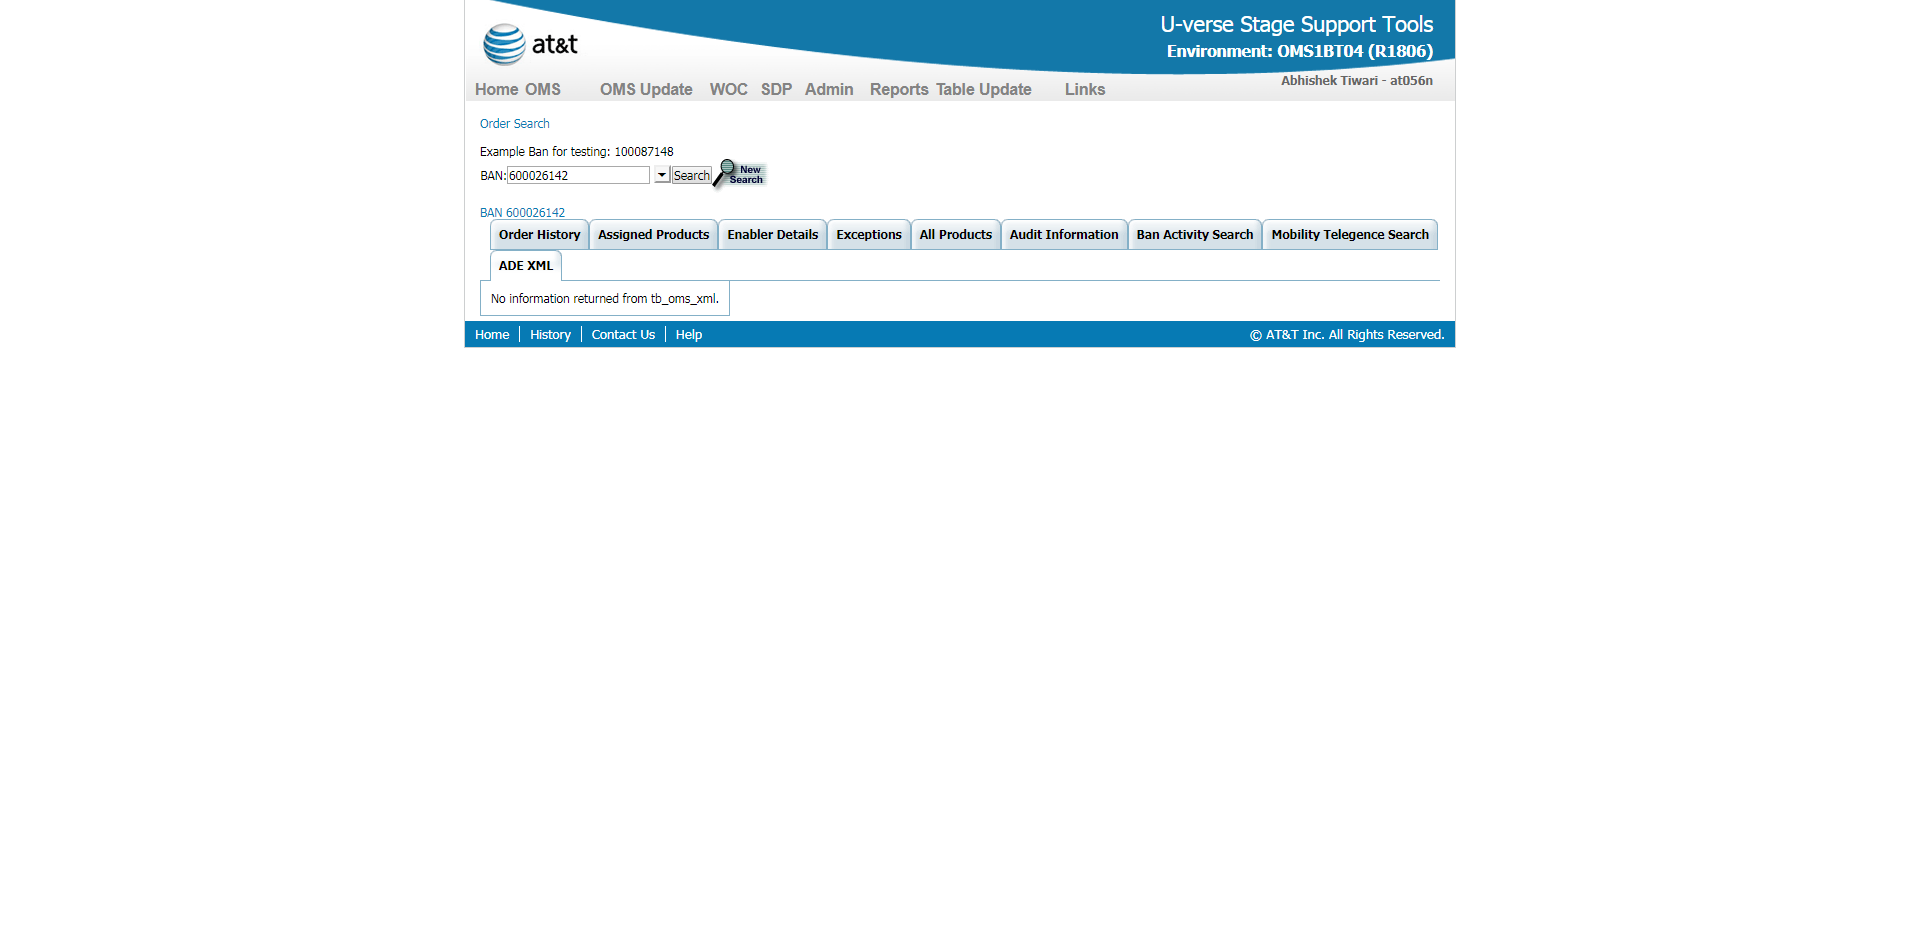 U-verse Stage Support Tools
at&t
Environment: OMS1BT04 (R1806)
Abhishek Tiwari - at056n
Home OMS OMS Update WOC SDP Admin Reports Table Update Links
Order Search
Example Ban for testing: 100087148
BAN: 600026142 Search New Search
BAN 600026142
Order History Assigned Products Enabler Details Exceptions All Products Audit Information Ban Activity Search Mobility Telegence Search
ADE XML
No information returned from tb_oms_xml.
Home History Contact Us Help © AT&T Inc. All Rights Reserved.